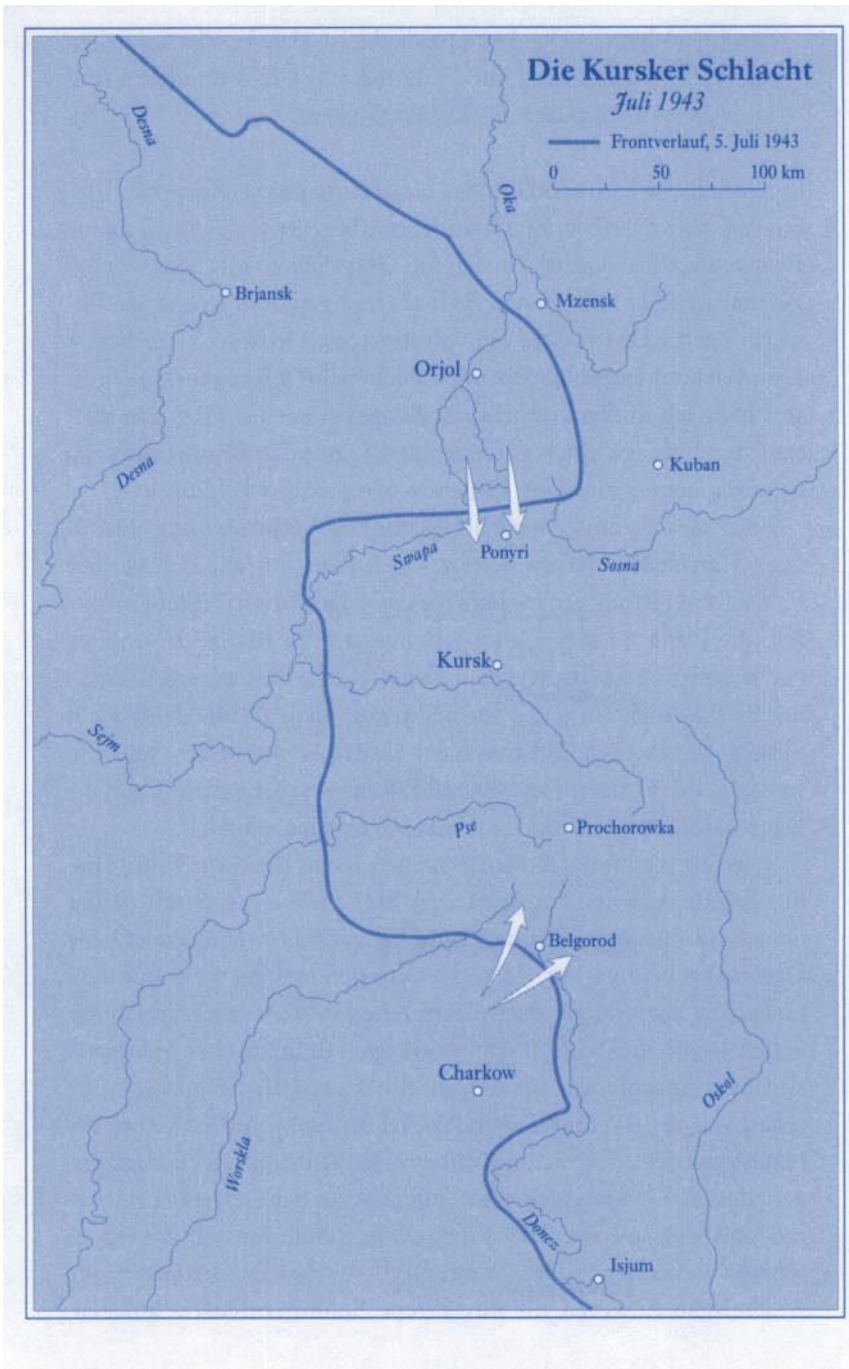 Die Kursker Schlacht
Juli 1943
Frontverlauf, 5. Juli 1943
0 50 100 km
Desna
Oka
Brjansk
Mzensk
Orjol
Desna
Kuban
Swapa
Ponyri
Sosna
Kursk
Sejm
Psë
Prochorowka
Belgorod
Charkow
Oskol
Worskla
Donez
Isjum